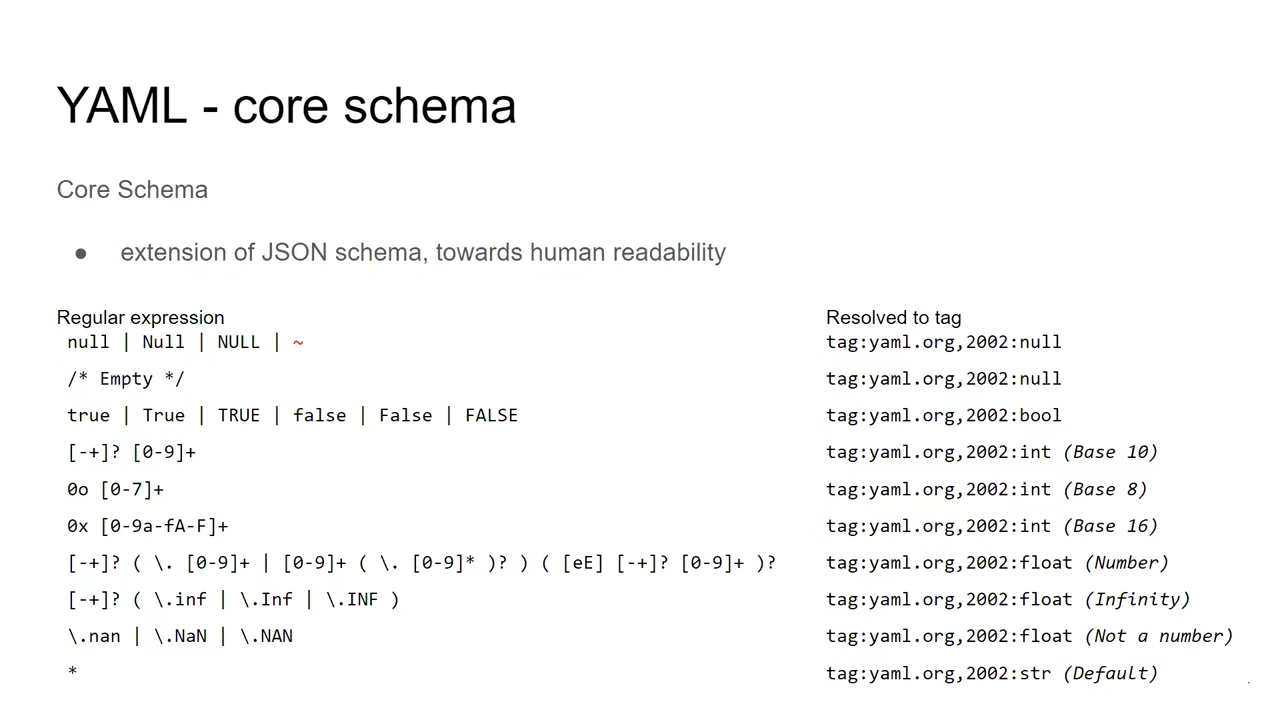 YAML - core schema
Core Schema
● extension of JSON schema, towards human readability
Regular expression Resolved to tag
null | Null | NULL | ~ tag:yaml.org,2002:null
/* Empty */ tag:yaml.org,2002:null
true | True | TRUE | false | False | FALSE tag:yaml.org,2002:bool
[-+]? [0-9]+ tag:yaml.org,2002:int (Base 10)
0o [0-7]+ tag:yaml.org,2002:int (Base 8)
0x [0-9a-fA-F]+ tag:yaml.org,2002:int (Base 16)
[-+]? ( \. [0-9]+ | [0-9]+ ( \. [0-9]* )? ) ( [eE] [-+]? [0-9]+ )? tag:yaml.org,2002:float (Number)
[-+]? ( \.inf | \.Inf | \.INF ) tag:yaml.org,2002:float (Infinity)
\.nan | \.NaN | \.NAN tag:yaml.org,2002:float (Not a number)
* tag:yaml.org,2002:str (Default)